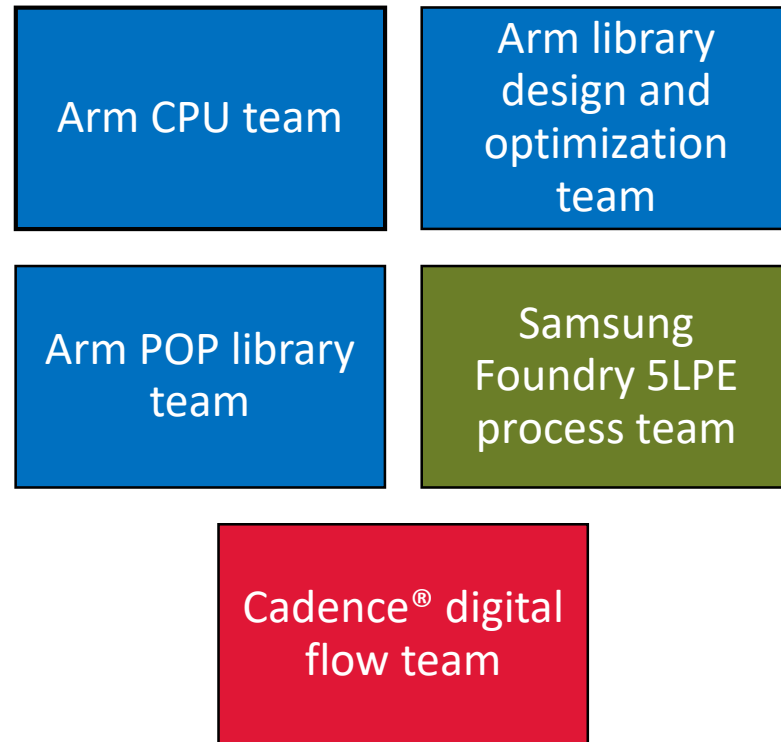 Arm CPU team
Arm library
design and
optimization
team
Arm POP library
team
Samsung
Foundry 5LPE
process team
Cadence® digital
flow team